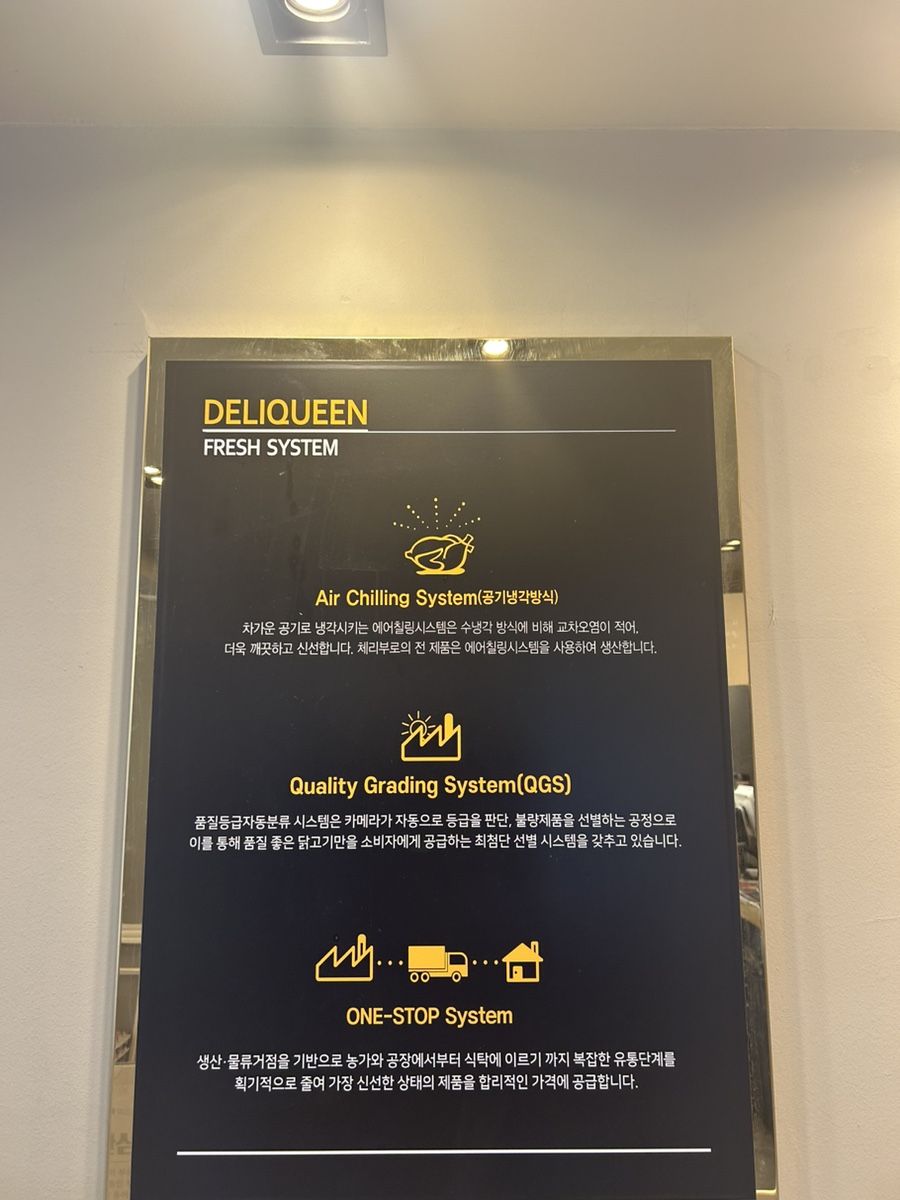 DELIQUEEN
FRESH SYSTEM
Air Chilling System(공기냉각방식)
차가운 공기로 냉각시키는 에어칠링시스템은 수냉각 방식에 비해 교차오염이 적어,
더욱 깨끗하고 신선합니다. 체리부로의 전 제품은 에어칠링시스템을 사용하여 생산합니다.
Quality Grading System(QGS)
품질등급자동분류 시스템은 카메라가 자동으로 등급을 판단, 불량제품을 선별하는 공정으로
이를 통해 품질 좋은 닭고기만을 소비자에게 공급하는 최첨단 선별 시스템을 갖추고 있습니다.
ONE-STOP System
생산·물류거점을 기반으로 농가와 공장에서부터 식탁에 이르기 까지 복잡한 유통단계를
획기적으로 줄여 가장 신선한 상태의 제품을 합리적인 가격에 공급합니다.